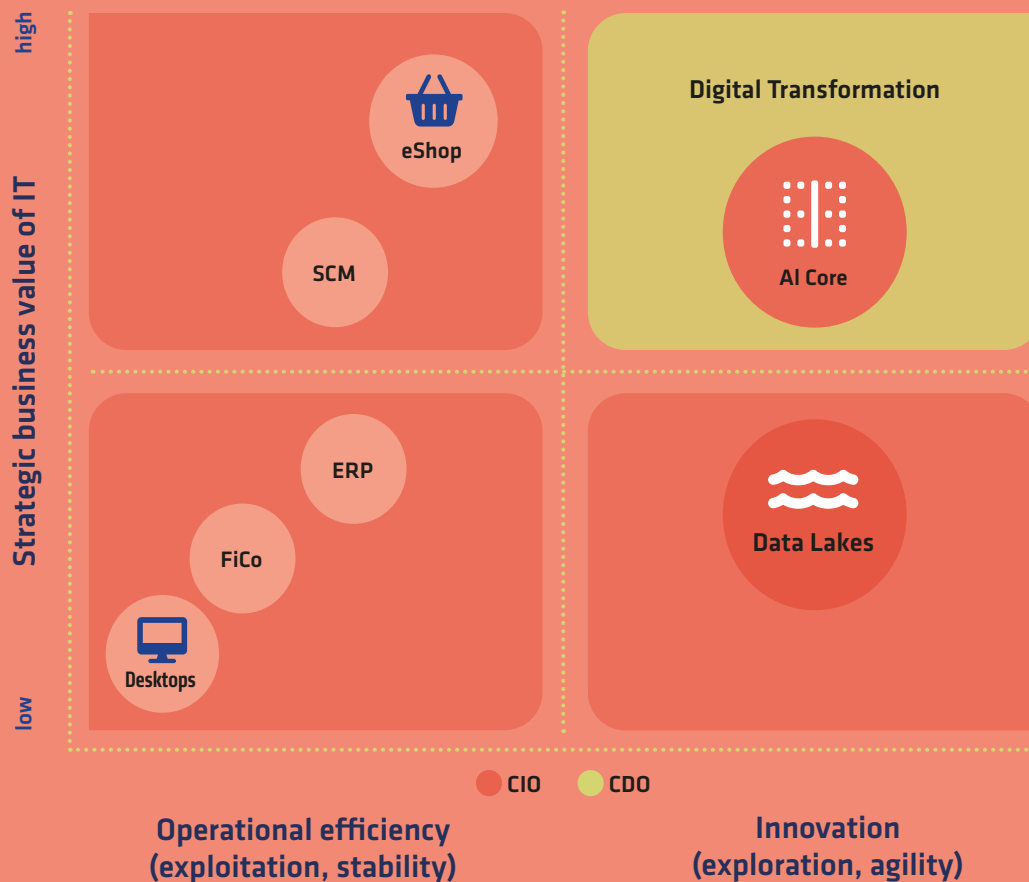 high
Strategic business value of IT
low
eShop
SCM
Digital Transformation
AI Core
ERP
FiCo
Desktops
Data Lakes
CIO
CDO
Operational efficiency
(exploitation, stability)
Innovation
(exploration, agility)